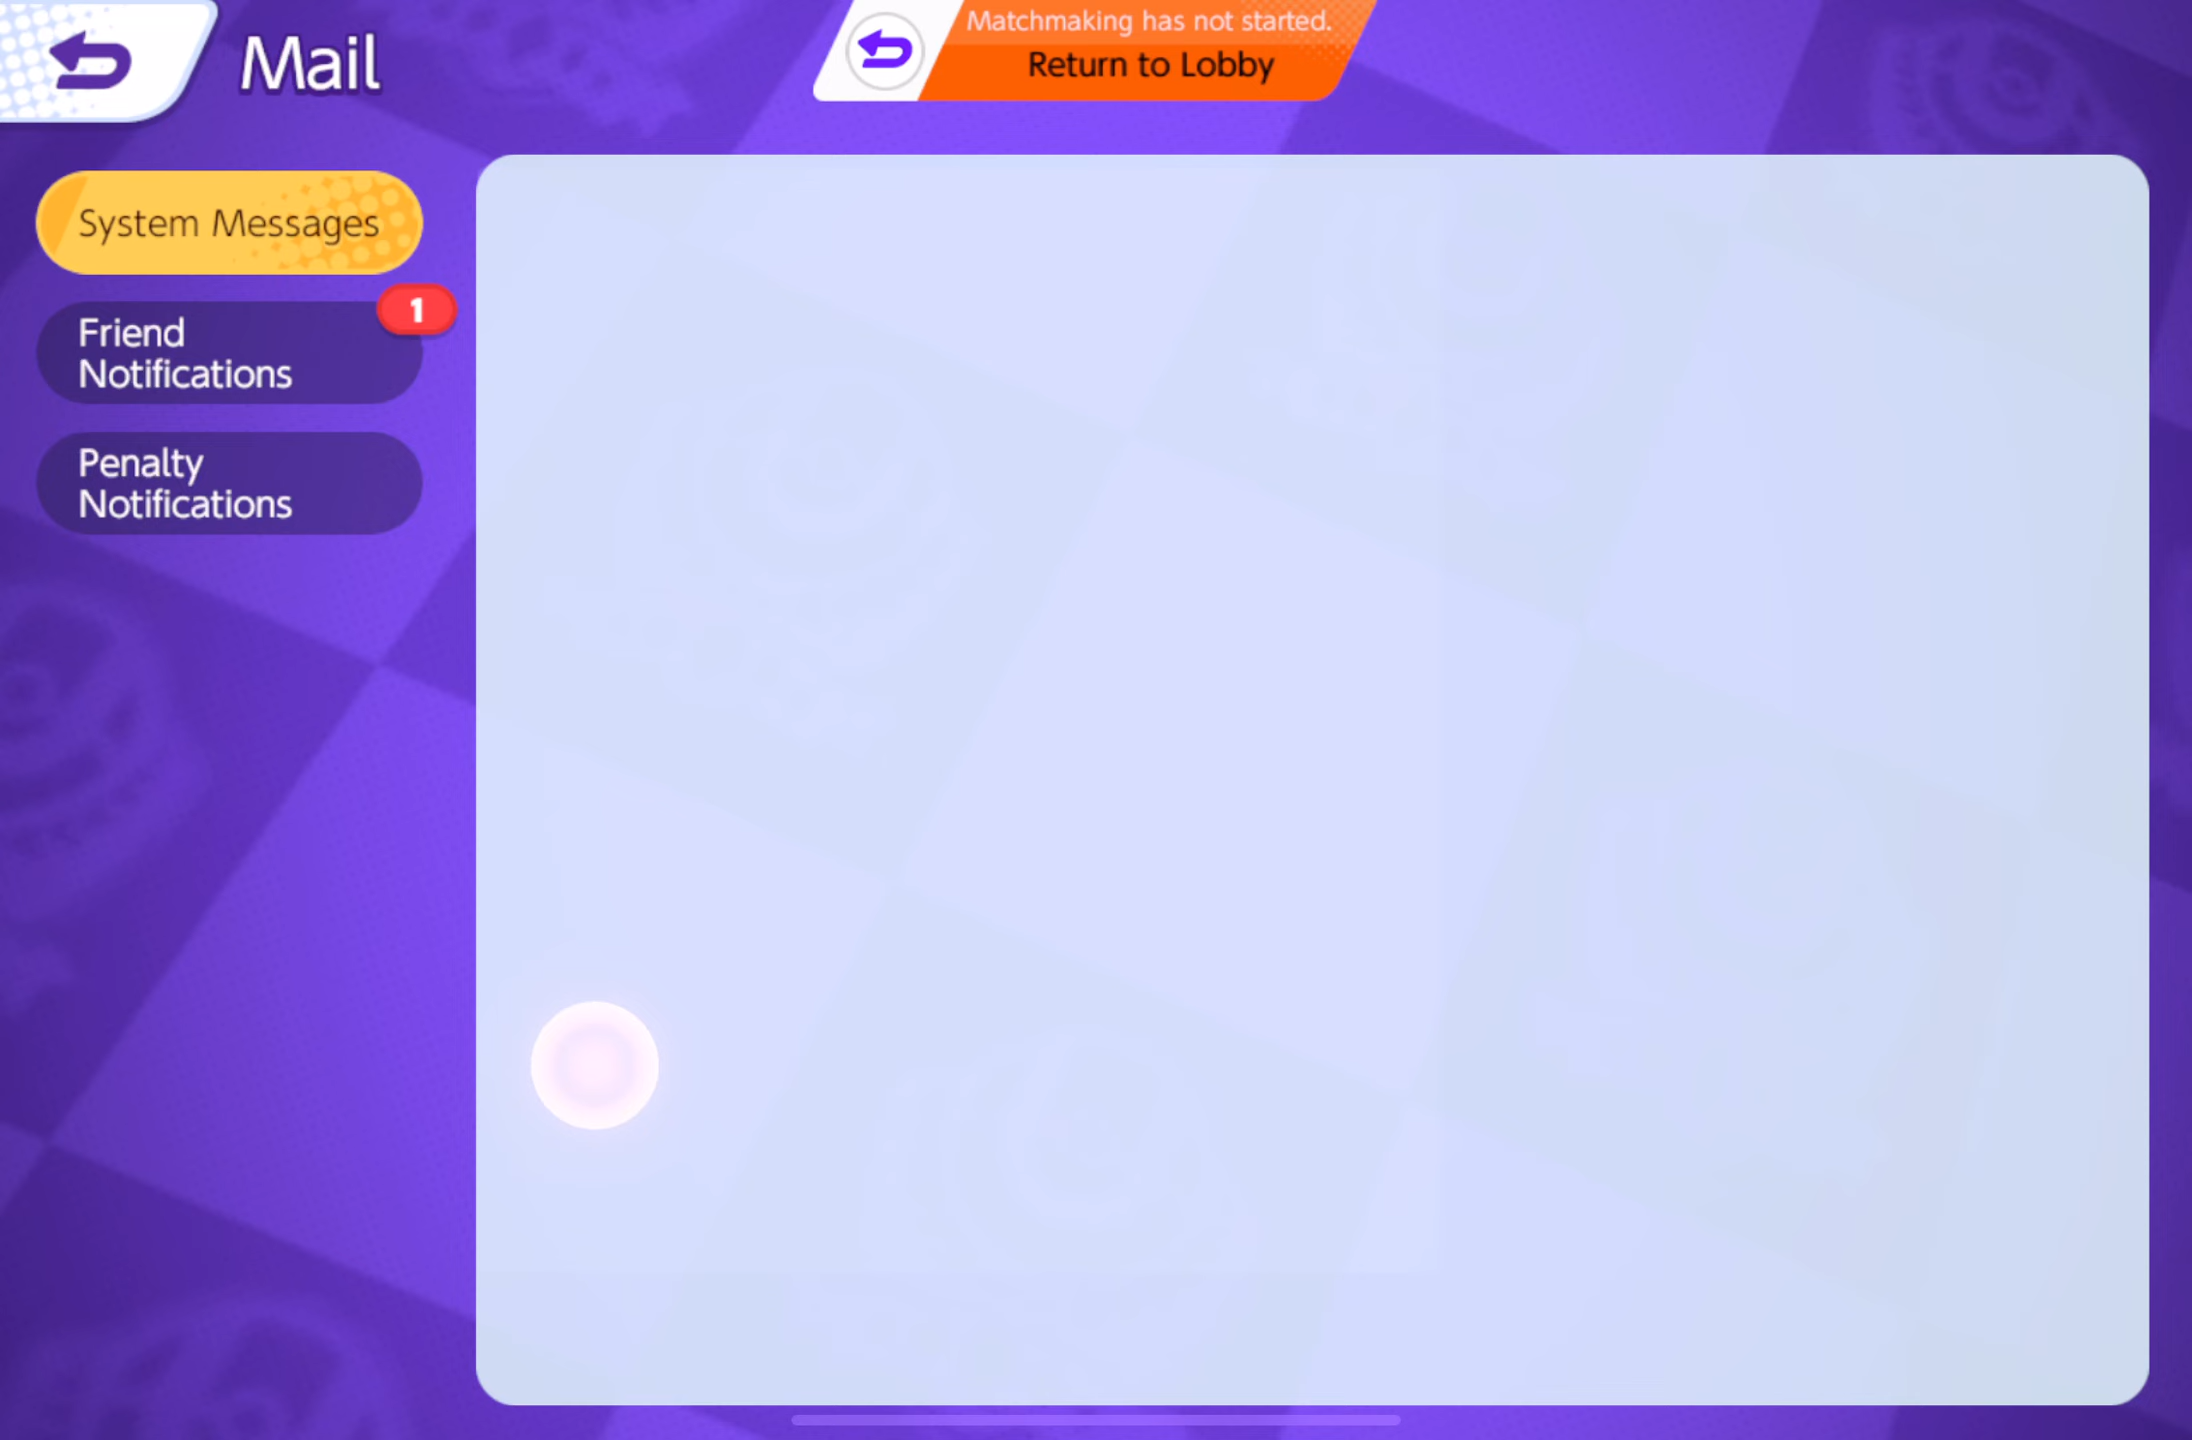 Mail
Matchmaking has not started.
Return to Lobby
System Messages
1
Friend
Notifications
Penalty
Notifications